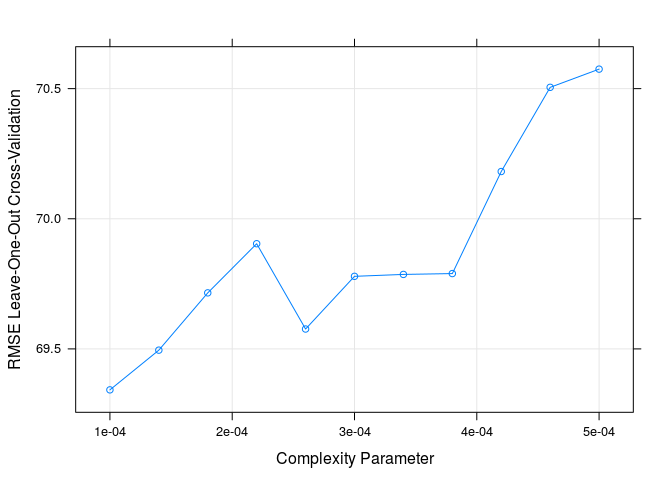 RMSE Leave-One-Out Cross-Validation
70.5
70.0
69.5
1e-04
2e-04
3e-04
4e-04
5e-04
Complexity Parameter